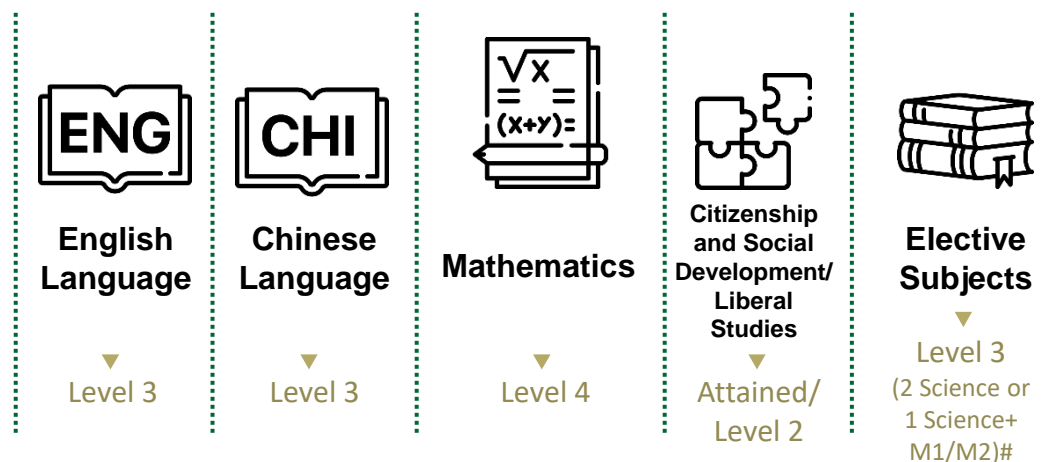 ENG
English
Language
Level 3
CHI
Chinese
Language
Level 3
√x
= =
(x+y)=
Mathematics
Level 4
Citizenship
and Social
Development/
Liberal
Studies
Attained/
Level 2
Elective
Subjects
Level 3
(2 Science or
1 Science+
M1/M2)#